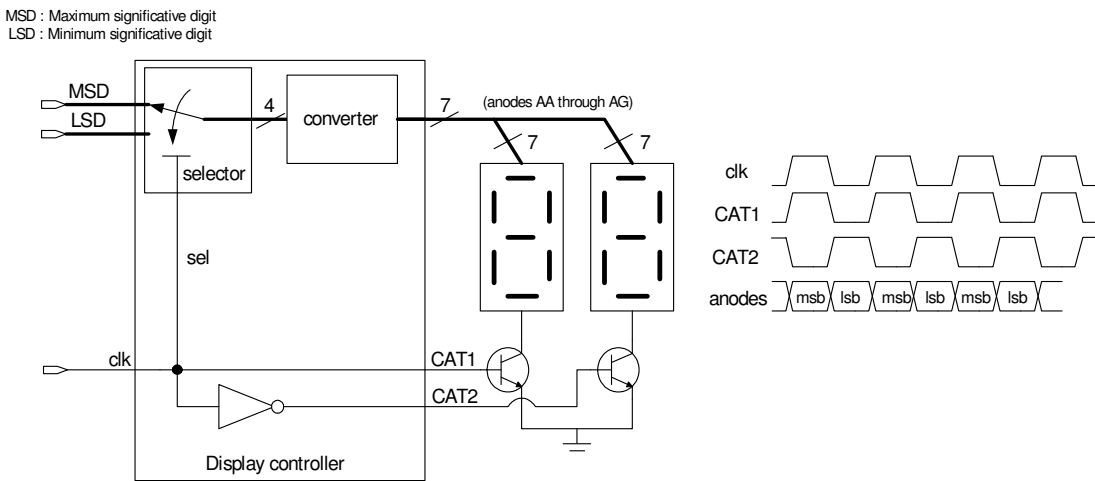 MSD : Maximum significative digit
LSD : Minimum significative digit
MSD
LSD
selector
4
converter
7
(anodes AA through AG)
7
7
sel
clk
CAT1
CAT2
Display controller
clk
CAT1
CAT2
anodes
msb
lsb
msb
lsb
msb
lsb